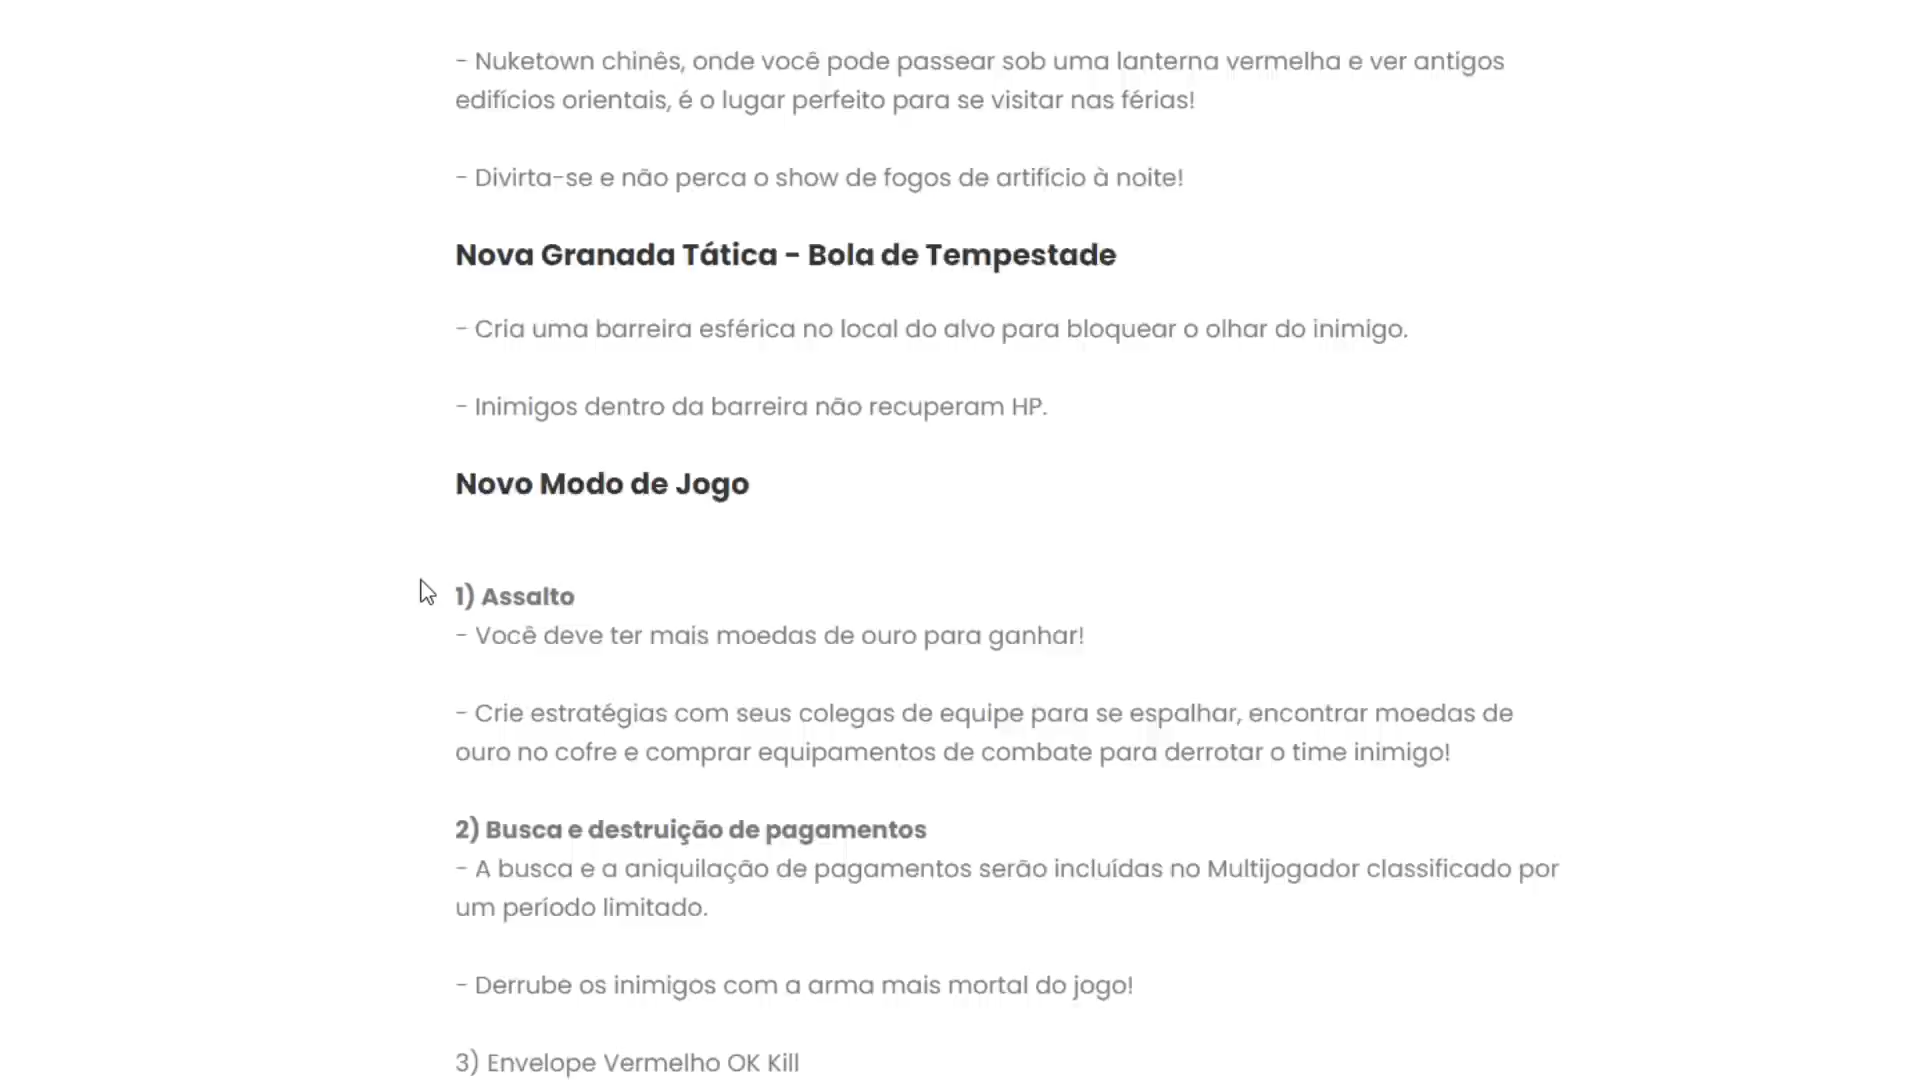 - Nuketown chinês, onde você pode passear sob uma lanterna vermelha e ver antigos
edifícios orientais, é o lugar perfeito para se visitar nas férias!
- Divirta-se e não perca o show de fogos de artifício à noite!
Nova Granada Tática - Bola de Tempestade
- Cria uma barreira esférica no local do alvo para bloquear o olhar do inimigo.
- Inimigos dentro da barreira não recuperam HP.
Novo Modo de Jogo
1) Assalto
- Você deve ter mais moedas de ouro para ganhar!
- Crie estratégias com seus colegas de equipe para se espalhar, encontrar moedas de
ouro no cofre e comprar equipamentos de combate para derrotar o time inimigo!
2) Busca e destruição de pagamentos
- A busca e a aniquilação de pagamentos serão incluídas no Multijogador classificado por
um período limitado.
- Derrube os inimigos com a arma mais mortal do jogo!
3) Envelope Vermelho OK Kill